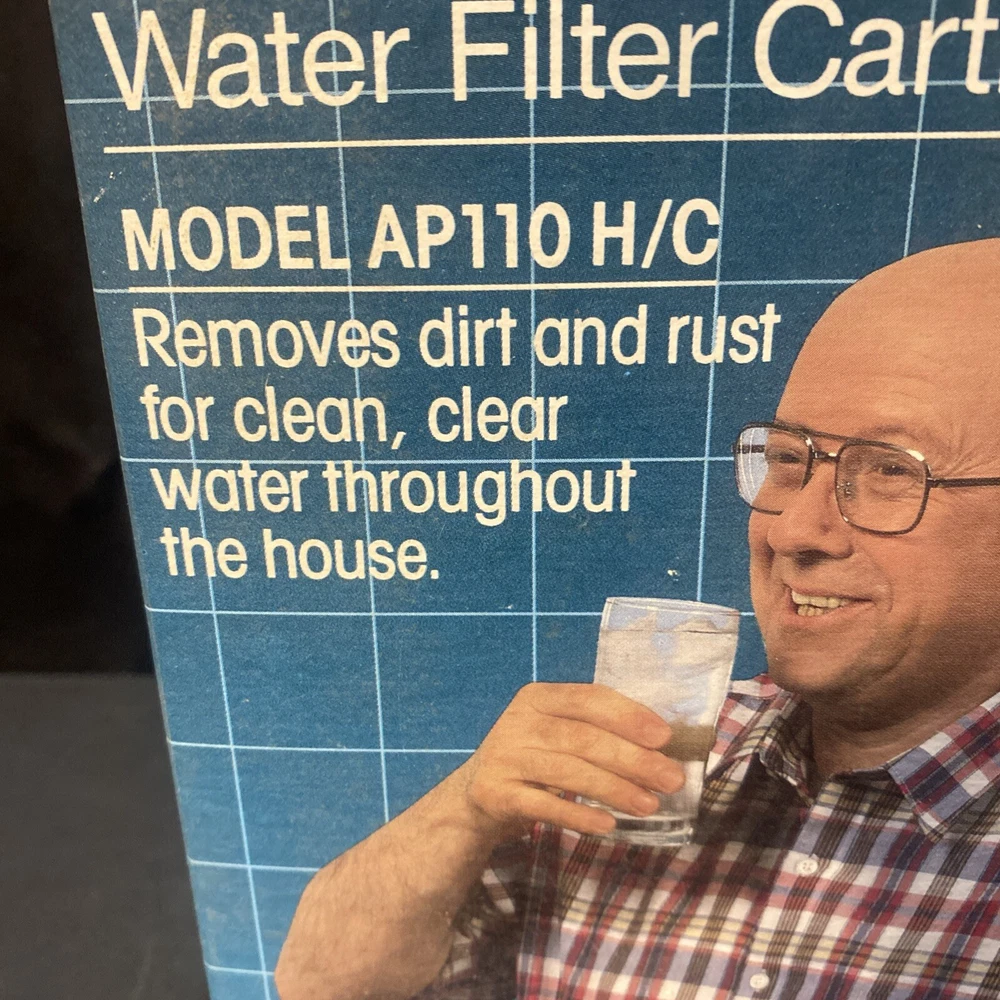 Water Filter Cart
MODEL AP110 H/C
Removes dirt and rust
for clean, clear
water throughout
the house.